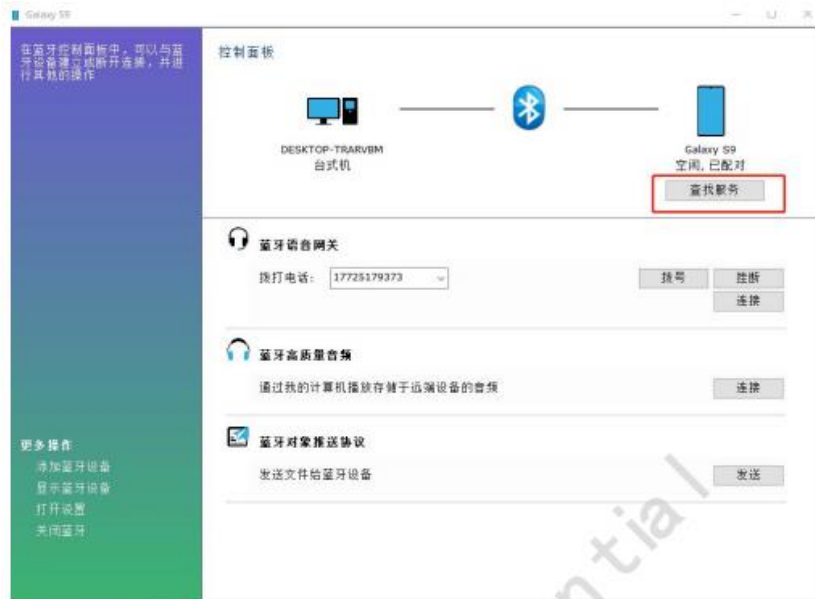 Galaxy S9
在蓝牙控制面板中，可以与蓝
牙设备建立或断开连接，并进
行其他的操作
控制面板
DESKTOP-TRARVBM
台式机
Galaxy S9
空闲, 已配对
查找服务
蓝牙语音网关
拨打电话：
17725179373
拨号
挂断
连接
蓝牙高质量音频
通过我的计算机播放存储于远端设备的音频
连接
蓝牙对象推送协议
发送文件给蓝牙设备
发送
更多操作
添加蓝牙设备
显示蓝牙设备
打开设置
关闭蓝牙
ntial